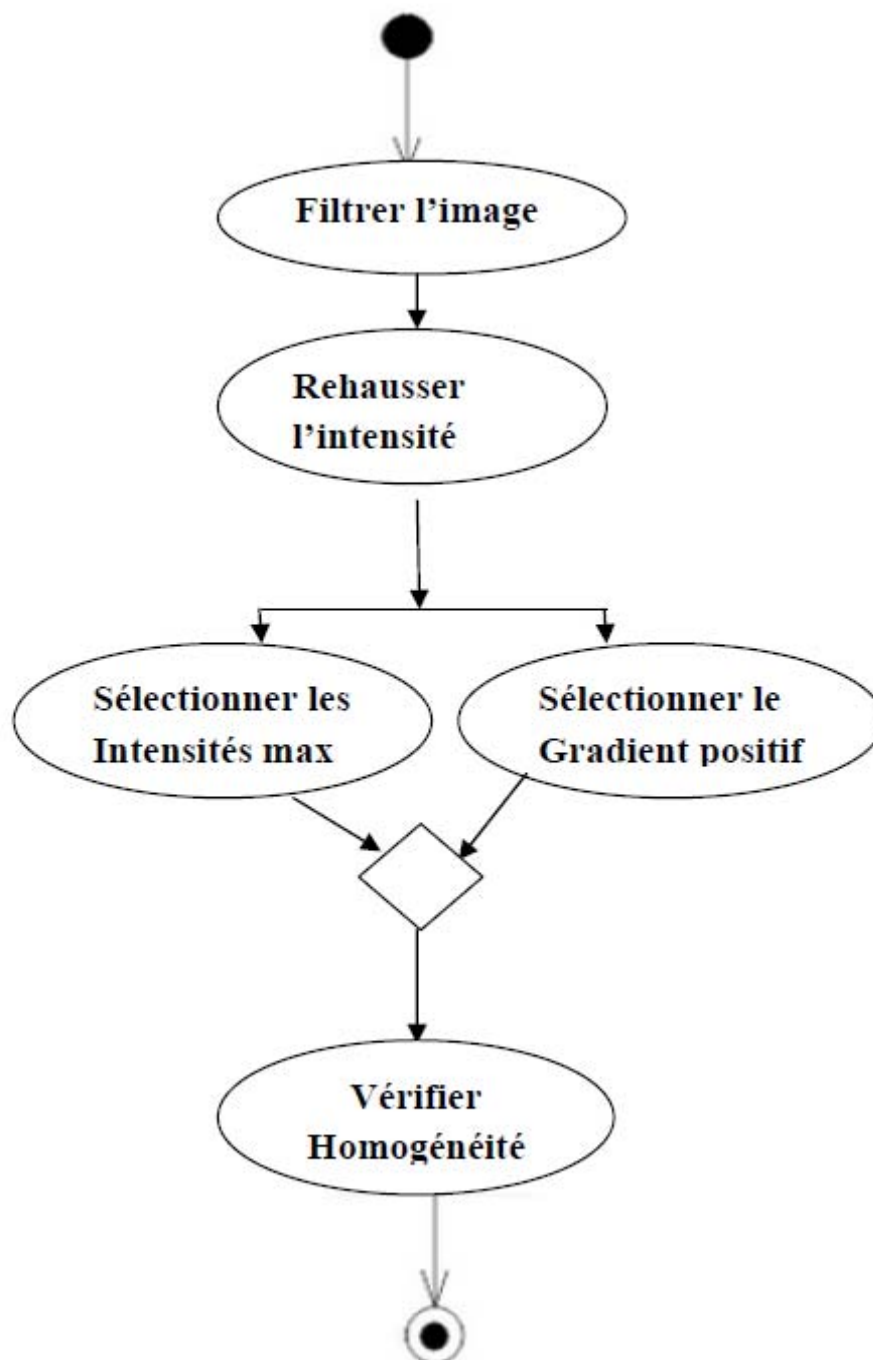 Filtrer l’image
Rehausser
l’intensité
Sélectionner les
Intensités max
Sélectionner le
Gradient positif
Vérifier
Homogénéité